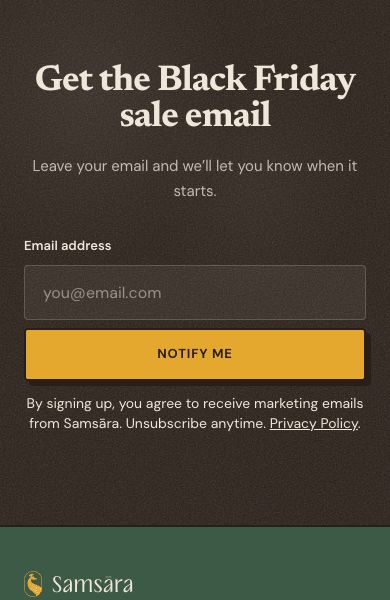 Get the Black Friday
sale email
Leave your email and we’ll let you know when it
starts.
Email address
you@email.com
NOTIFY ME
By signing up, you agree to receive marketing emails
from Samsāra. Unsubscribe anytime. Privacy Policy.
Samsāra